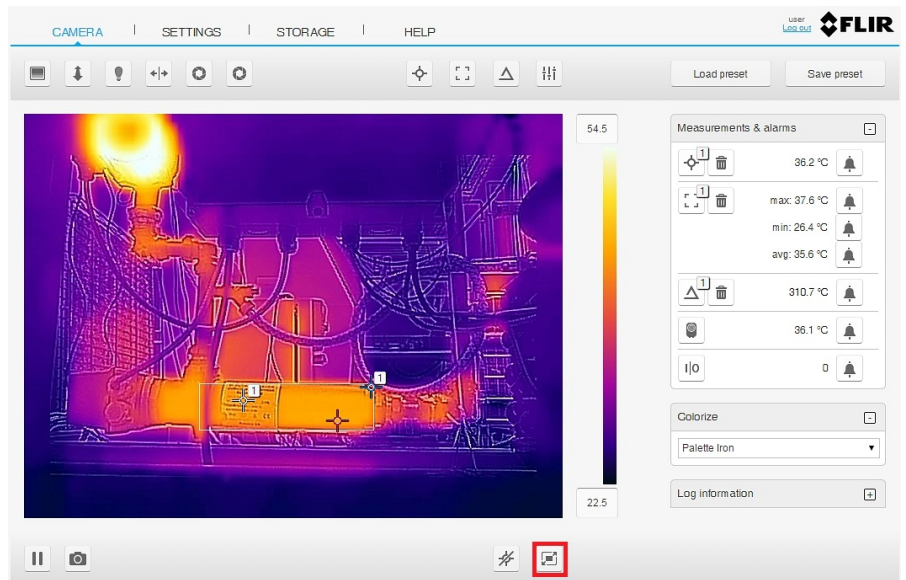 user
CAMERA SETTINGS STORAGE HELP Log out FLIR
Load preset Save preset
54.5
Measurements & alarms -
1 36.2 °C
1 max: 37.6 °C
min: 26.4 °C
avg: 35.6 °C
1 310.7 °C
36.1 °C
I|O 0
1
1
Colorize -
Palette Iron
Log information +
22.5